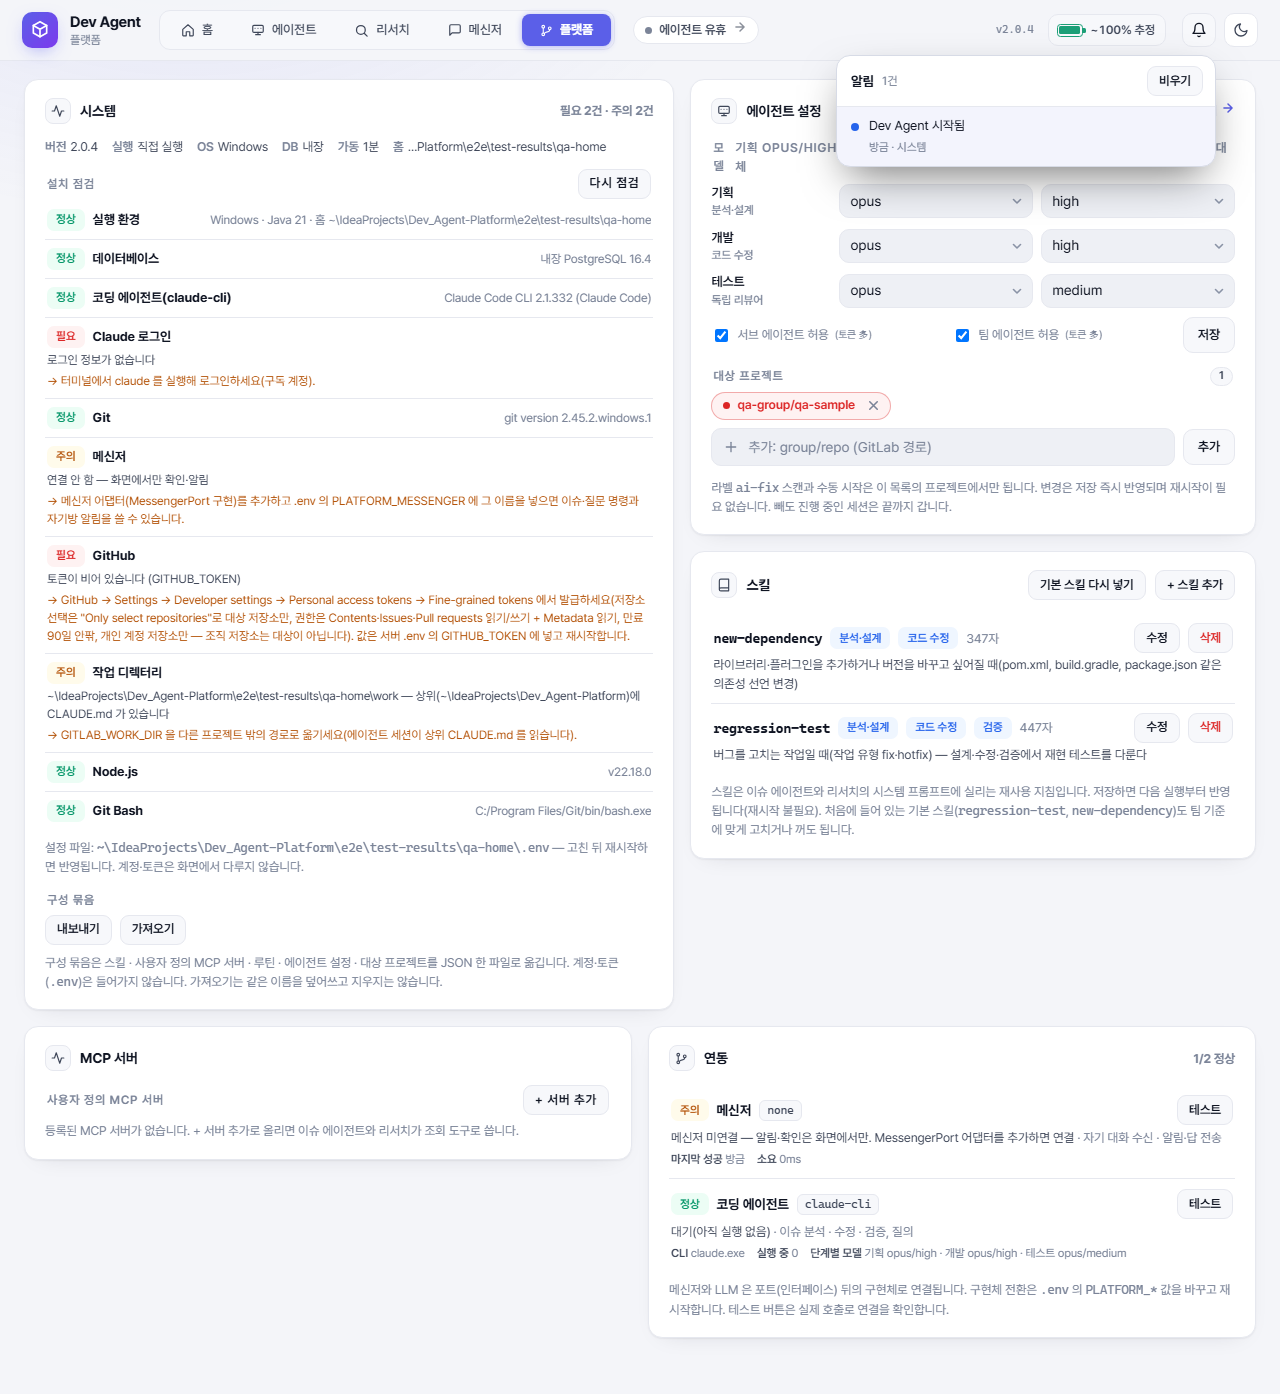 Dev Agent
플랫폼
홈
에이전트
리서치
메신저
플랫폼
에이전트 유휴 →
v2.0.4
~100% 추정
알림 1건
비우기
Dev Agent 시작됨
방금 · 시스템
시스템
필요 2건 · 주의 2건
버전 2.0.4 실행 직접 실행 OS Windows DB 내장 가동 1분 홈 ...Platform\e2e\test-results\qa-home
설치 점검
다시 점검
정상 실행 환경 Windows · Java 21 · 홈 ~\IdeaProjects\Dev_Agent-Platform\e2e\test-results\qa-home
정상 데이터베이스 내장 PostgreSQL 16.4
정상 코딩 에이전트(claude-cli) Claude Code CLI 2.1.332 (Claude Code)
필요 Claude 로그인
로그인 정보가 없습니다
→ 터미널에서 claude 를 실행해 로그인하세요(구독 계정).
정상 Git git version 2.45.2.windows.1
주의 메신저
연결 안 함 — 화면에서만 확인·알림
→ 메신저 어댑터(MessengerPort 구현)를 추가하고 .env 의 PLATFORM_MESSENGER 에 그 이름을 넣으면 이슈·질문 명령과
자기방 알림을 쓸 수 있습니다.
필요 GitHub
토큰이 비어 있습니다 (GITHUB_TOKEN)
→ GitHub → Settings → Developer settings → Personal access tokens → Fine-grained tokens 에서 발급하세요(저장소
선택은 "Only select repositories"로 대상 저장소만, 권한은 Contents·Issues·Pull requests 읽기/쓰기 + Metadata 읽기, 만료
90일 안팎, 개인 계정 저장소만 — 조직 저장소는 대상이 아닙니다). 값은 서버 .env 의 GITHUB_TOKEN 에 넣고 재시작합니다.
주의 작업 디렉터리
~\IdeaProjects\Dev_Agent-Platform\e2e\test-results\qa-home\work — 상위(~\IdeaProjects\Dev_Agent-Platform)에
CLAUDE.md 가 있습니다
→ GITLAB_WORK_DIR 을 다른 프로젝트 밖의 경로로 옮기세요(에이전트 세션이 상위 CLAUDE.md 를 읽습니다).
정상 Node.js v22.18.0
정상 Git Bash C:/Program Files/Git/bin/bash.exe
설정 파일: ~\IdeaProjects\Dev_Agent-Platform\e2e\test-results\qa-home\.env — 고친 뒤 재시작하
면 반영됩니다. 계정·토큰은 화면에서 다루지 않습니다.
구성 묶음
내보내기
가져오기
구성 묶음은 스킬 · 사용자 정의 MCP 서버 · 루틴 · 에이전트 설정 · 대상 프로젝트를 JSON 한 파일로 옮깁니다. 계정·토큰
(.env)은 들어가지 않습니다. 가져오기는 같은 이름을 덮어쓰고 지우지는 않습니다.
에이전트 설정
→
모 기획 OPUS/HIGH 대
델 체
기획
분석·설계
opus
high
개발
코드 수정
opus
high
테스트
독립 리뷰어
opus
medium
서브 에이전트 허용 (토큰 多)
팀 에이전트 허용 (토큰 多)
저장
대상 프로젝트
1
qa-group/qa-sample
추가: group/repo (GitLab 경로)
추가
라벨 ai-fix 스캔과 수동 시작은 이 목록의 프로젝트에서만 됩니다. 변경은 저장 즉시 반영되며 재시작이 필
요 없습니다. 빼도 진행 중인 세션은 끝까지 갑니다.
스킬
기본 스킬 다시 넣기
+ 스킬 추가
new-dependency 분석·설계 코드 수정 347자
수정
삭제
라이브러리·플러그인을 추가하거나 버전을 바꾸고 싶어질 때(pom.xml, build.gradle, package.json 같은
의존성 선언 변경)
regression-test 분석·설계 코드 수정 검증 447자
수정
삭제
버그를 고치는 작업일 때(작업 유형 fix·hotfix) — 설계·수정·검증에서 재현 테스트를 다룬다
스킬은 이슈 에이전트와 리서치의 시스템 프롬프트에 실리는 재사용 지침입니다. 저장하면 다음 실행부터 반영
됩니다(재시작 불필요). 처음에 들어 있는 기본 스킬(regression-test, new-dependency)도 팀 기준
에 맞게 고치거나 꺼도 됩니다.
MCP 서버
사용자 정의 MCP 서버
+ 서버 추가
등록된 MCP 서버가 없습니다. + 서버 추가로 올리면 이슈 에이전트와 리서치가 조회 도구로 씁니다.
연동
1/2 정상
주의 메신저 none
테스트
메신저 미연결 — 알림·확인은 화면에서만. MessengerPort 어댑터를 추가하면 연결 · 자기 대화 수신 · 알림·답 전송
마지막 성공 방금 소요 0ms
정상 코딩 에이전트 claude-cli
테스트
대기(아직 실행 없음) · 이슈 분석 · 수정 · 검증, 질의
CLI claude.exe 실행 중 0 단계별 모델 기획 opus/high · 개발 opus/high · 테스트 opus/medium
메신저와 LLM 은 포트(인터페이스) 뒤의 구현체로 연결됩니다. 구현체 전환은 .env 의 PLATFORM_* 값을 바꾸고 재
시작합니다. 테스트 버튼은 실제 호출로 연결을 확인합니다.